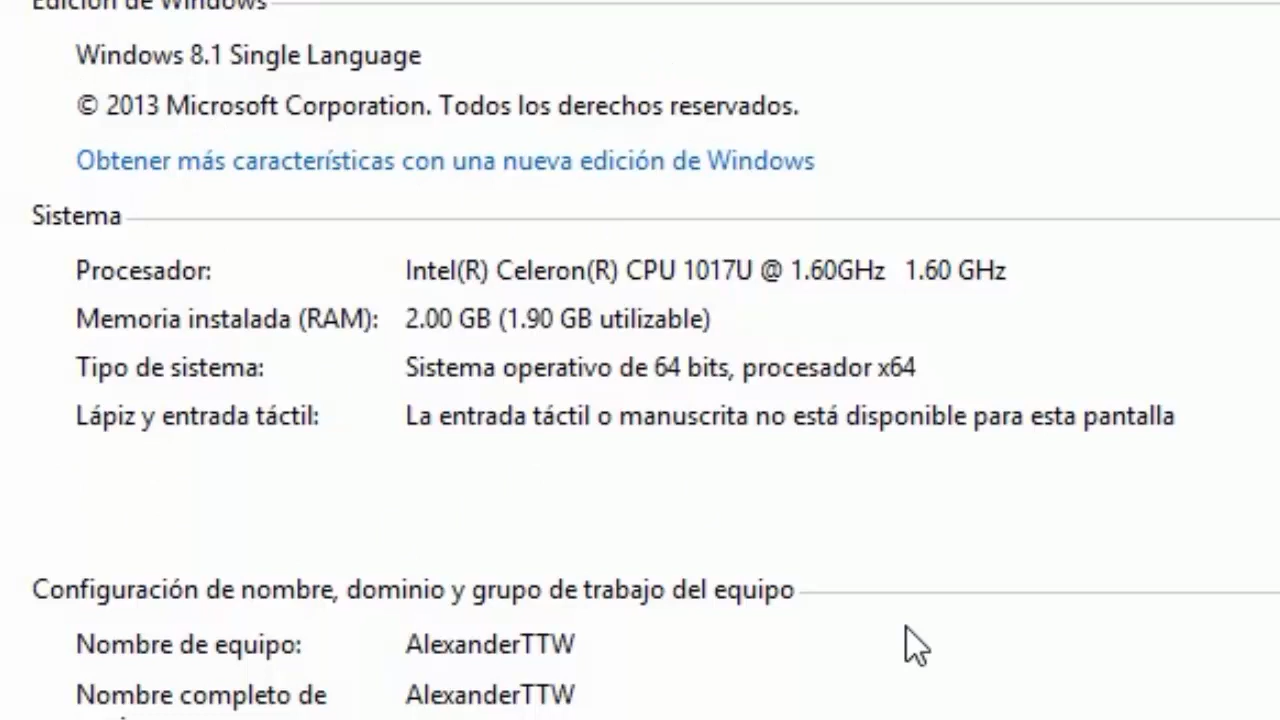 Edición de Windows
Windows 8.1 Single Language
© 2013 Microsoft Corporation. Todos los derechos reservados.
Obtener más características con una nueva edición de Windows
Sistema
Procesador: Intel(R) Celeron(R) CPU 1017U @ 1.60GHz 1.60 GHz
Memoria instalada (RAM): 2.00 GB (1.90 GB utilizable)
Tipo de sistema: Sistema operativo de 64 bits, procesador x64
Lápiz y entrada táctil: La entrada táctil o manuscrita no está disponible para esta pantalla
Configuración de nombre, dominio y grupo de trabajo del equipo
Nombre de equipo: AlexanderTTW
Nombre completo de AlexanderTTW